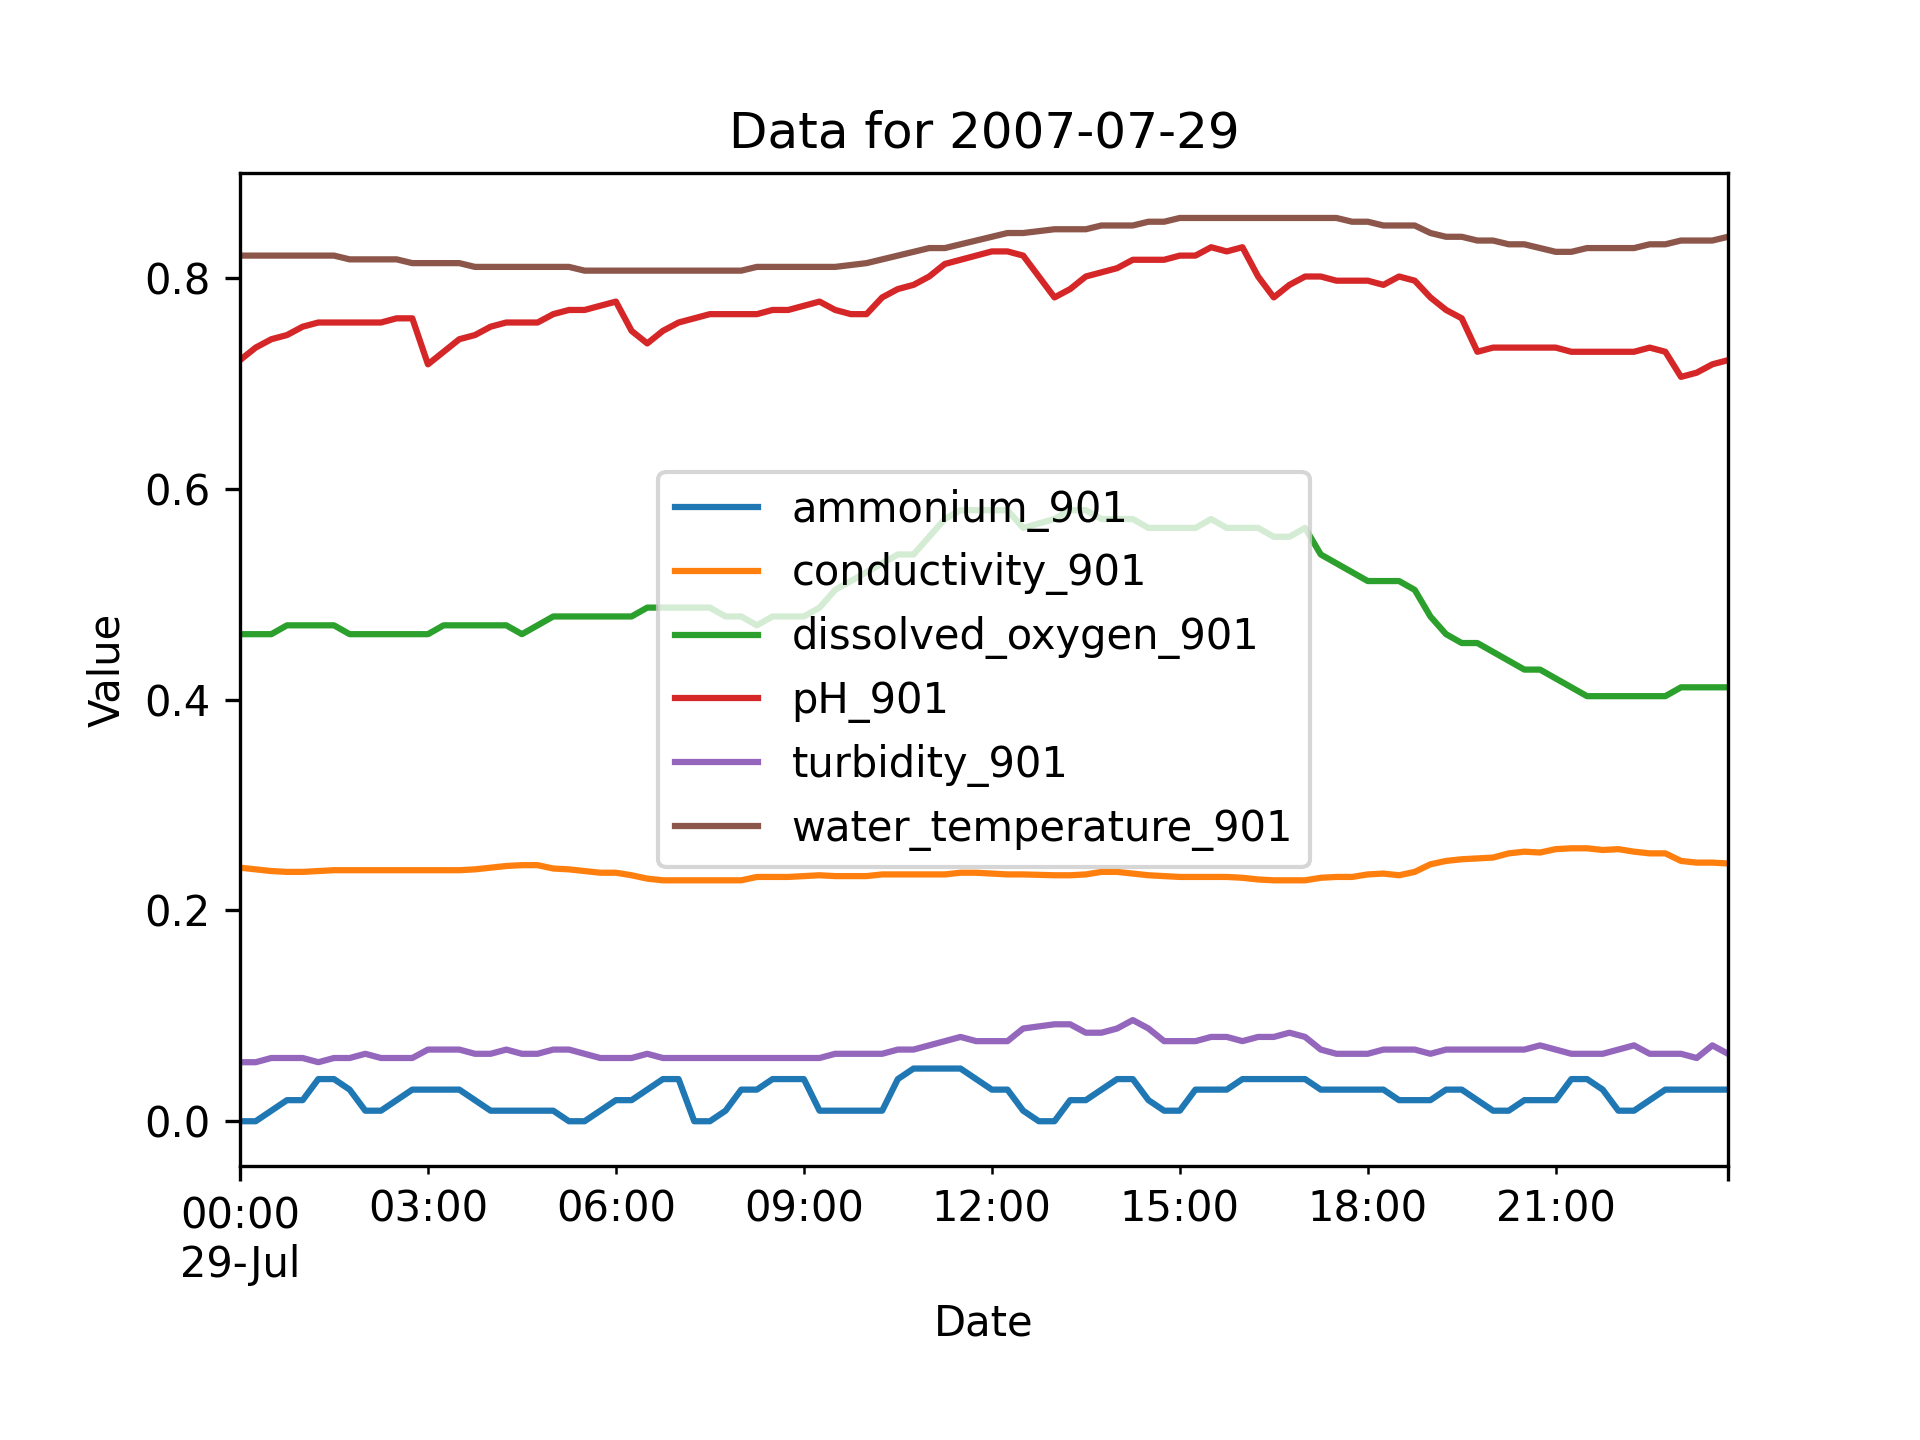 Data for 2007-07-29
Value
0.8
0.6
0.4
0.2
0.0
ammonium_901
conductivity_901
dissolved_oxygen_901
pH_901
turbidity_901
water_temperature_901
00:00 03:00 06:00 09:00 12:00 15:00 18:00 21:00
29-Jul
Date